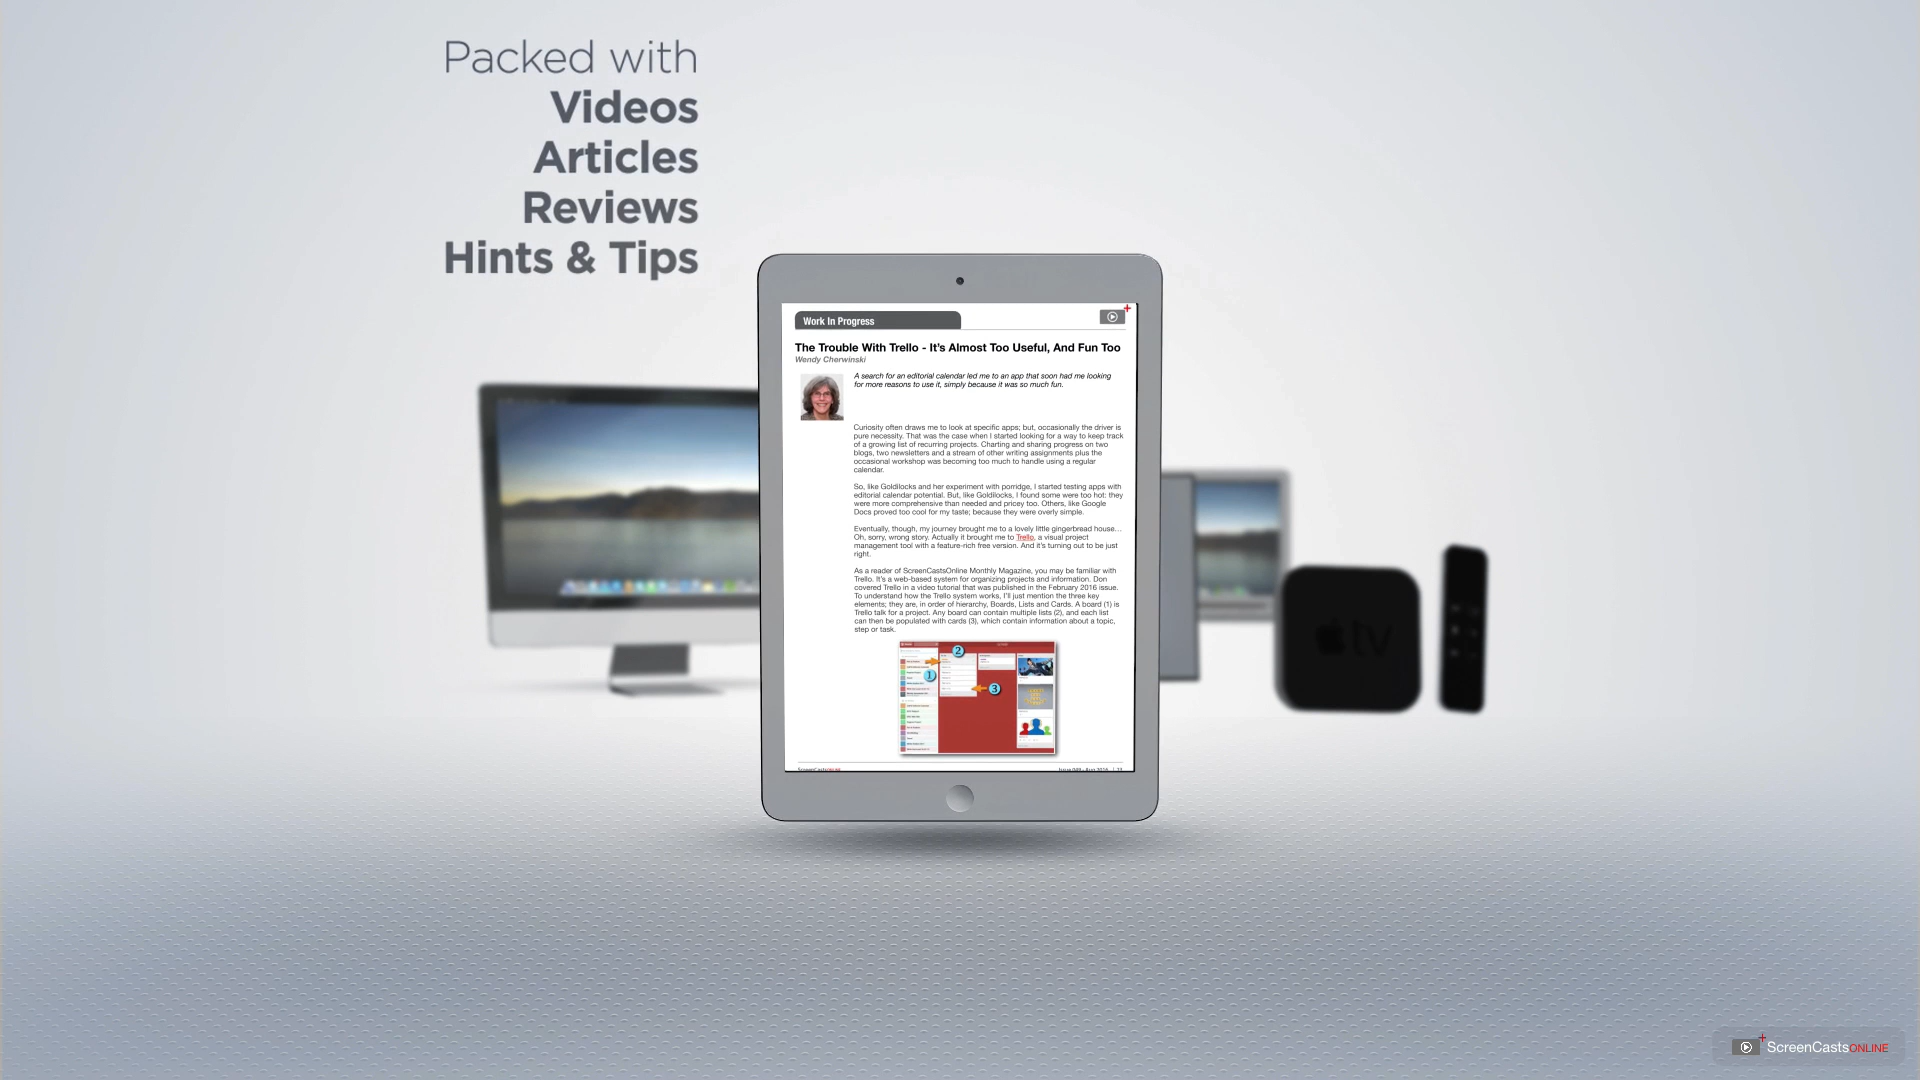 Packed with
Videos
Articles
Reviews
Hints & Tips
Work In Progress
The Trouble With Trello - It's Almost Too Useful, And Fun Too
Wendy Cherwinski
A search for an editorial calendar led me to an app that soon had me looking
for more reasons to use it, simply because it was so much fun.
Curiosity often draws me to look at specific apps; but, occasionally the driver is
pure necessity. That was the case when I started looking for a way to keep track
of a growing list of recurring projects. Charting and sharing progress on two
blogs, two newsletters and a stream of other writing assignments plus the
occasional workshop was becoming too much to handle using a regular
calendar.
So, like Goldilocks and her experiment with porridge, I started testing apps with
editorial calendar potential. But, like Goldilocks, I found some were too hot: they
were more comprehensive than needed and pricey too. Others, like Google
Docs proved too cool for my taste; because they were overly simple.
Eventually, though, my journey brought me to a lovely little gingerbread house…
Oh, sorry, wrong story. Actually it brought me to Trello, a visual project
management tool with a feature-rich free version. And it's turning out to be just
right.
As a reader of ScreenCastsOnline Monthly Magazine, you may be familiar with
Trello. It's a web-based system for organizing projects and information. Don
covered Trello in a video tutorial that was published in the February 2016 issue.
To understand how the Trello system works, I'll just mention the three key
elements; they are, in order of hierarchy, Boards, Lists and Cards. A board (1) is
Trello talk for a project. Any board can contain multiple lists (2), and each list
can then be populated with cards (3), which contain information about a topic,
step or task.
2
1
3
tv
ScreenCastsONLINE